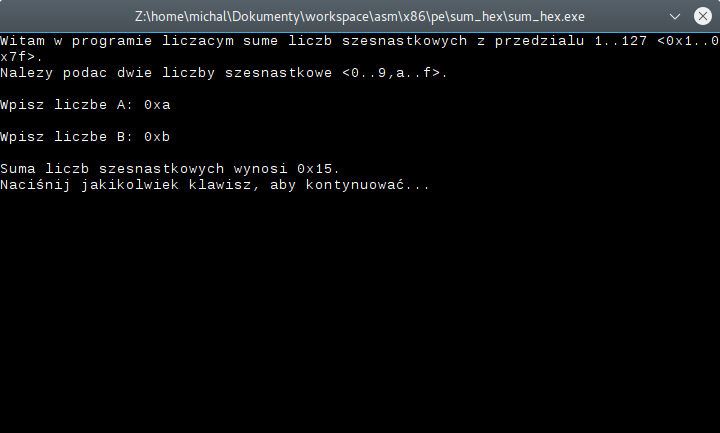 Z:\home\michal\Dokumenty\workspace\asm\x86\pe\sum_hex\sum_hex.exe
Witam w programie liczacym sume liczb szesnastkowych z przedzialu 1..127 <0x1..0
x7f>.
Nalezy podac dwie liczby szesnastkowe <0..9,a..f>.
Wpisz liczbe A: 0xa
Wpisz liczbe B: 0xb
Suma liczb szesnastkowych wynosi 0x15.
Naciśnij jakikolwiek klawisz, aby kontynuować...